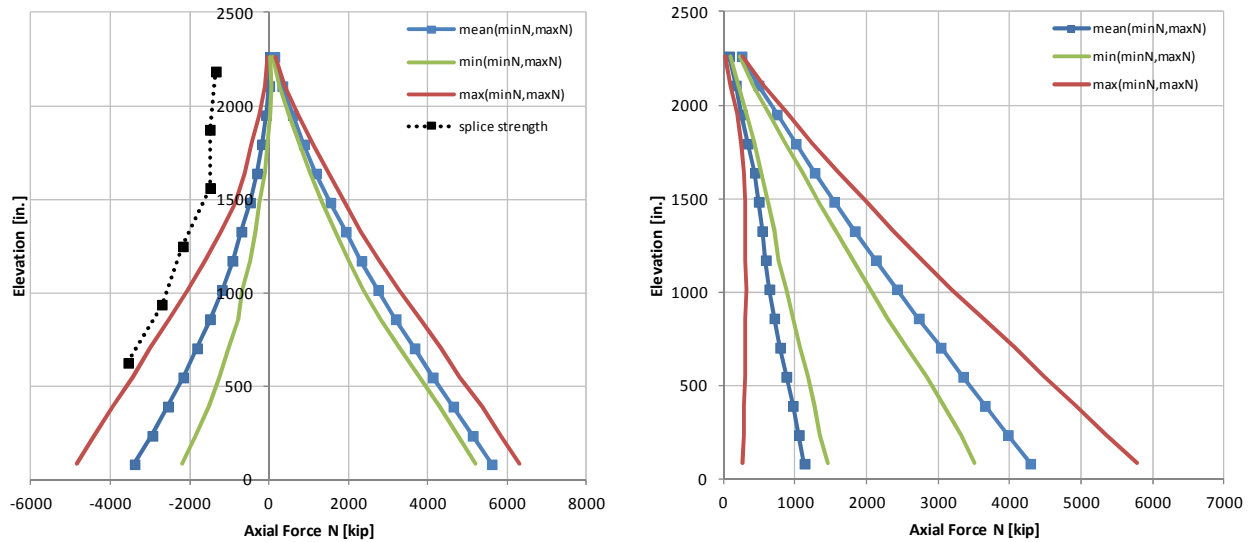 2500
2000
1500
1000
500
0
-6000 -4000 -2000 0 2000 4000 6000 8000
Elevation [in.]
Axial Force N [kip]
mean(minN,maxN)
min(minN,maxN)
max(minN,maxN)
splice strength
2500
2000
1500
1000
500
0
0 1000 2000 3000 4000 5000 6000 7000
Elevation [in.]
Axial Force N [kip]
mean(minN,maxN)
min(minN,maxN)
max(minN,maxN)